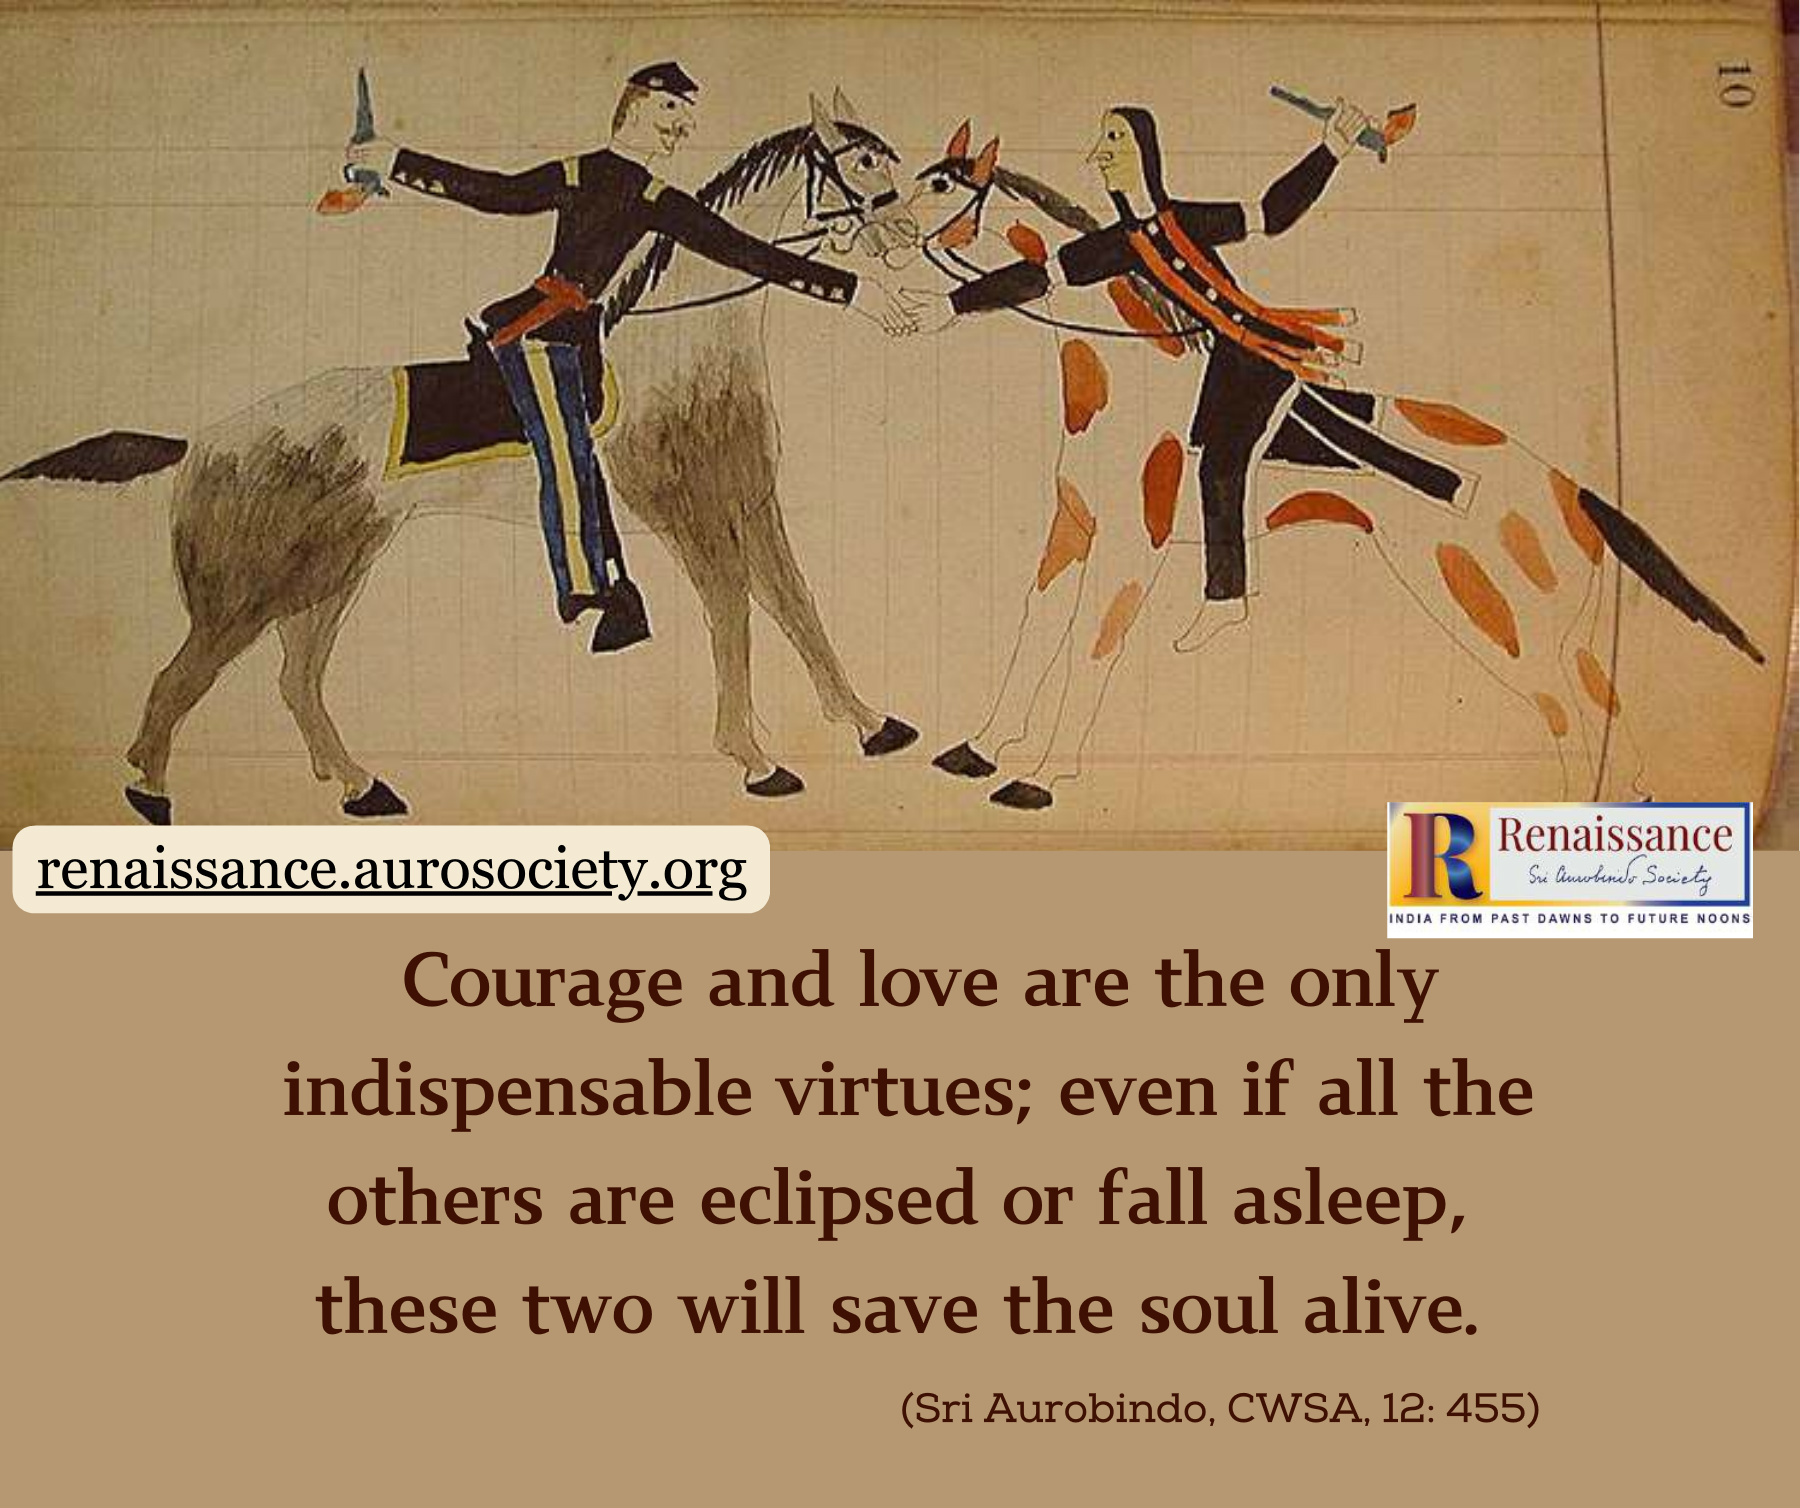 10
renaissance.aurosociety.org
R Renaissance
Sri Aurobindo Society
INDIA FROM PAST DAWNS TO FUTURE NOONS
Courage and love are the only
indispensable virtues; even if all the
others are eclipsed or fall asleep,
these two will save the soul alive.
(Sri Aurobindo, CWSA, 12: 455)